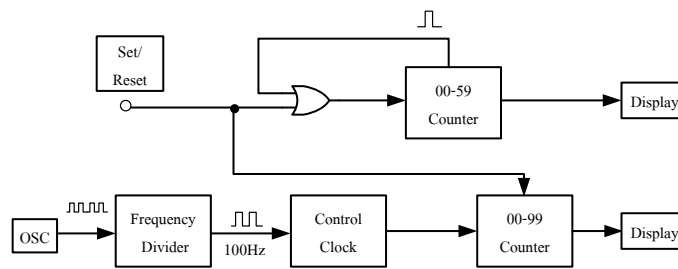 Set/
Reset
00-59
Counter
Display
OSC
Frequency
Divider
100Hz
Control
Clock
00-99
Counter
Display